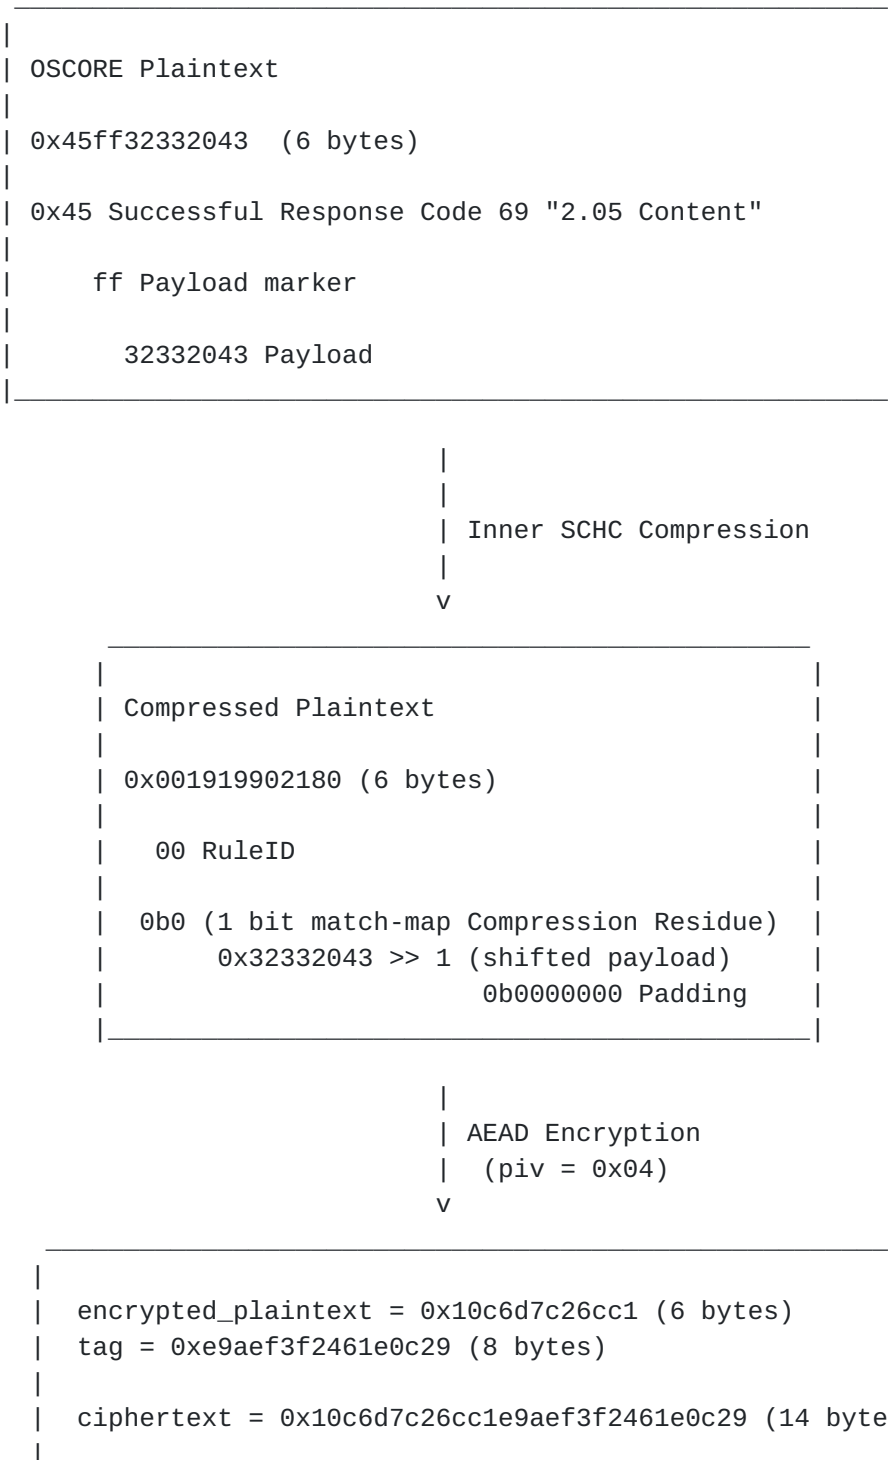 OSCORE Plaintext
0x45ff32332043  (6 bytes)
0x45 Successful Response Code 69 "2.05 Content"
ff Payload marker
32332043 Payload
Inner SCHC Compression
v
Compressed Plaintext
0x001919902180 (6 bytes)
00 RuleID
0b0 (1 bit match-map Compression Residue)
0x32332043 >> 1 (shifted payload)
0b0000000 Padding
AEAD Encryption
(piv = 0x04)
v
encrypted_plaintext = 0x10c6d7c26cc1 (6 bytes)
tag = 0xe9aef3f2461e0c29 (8 bytes)
ciphertext = 0x10c6d7c26cc1e9aef3f2461e0c29 (14 byte